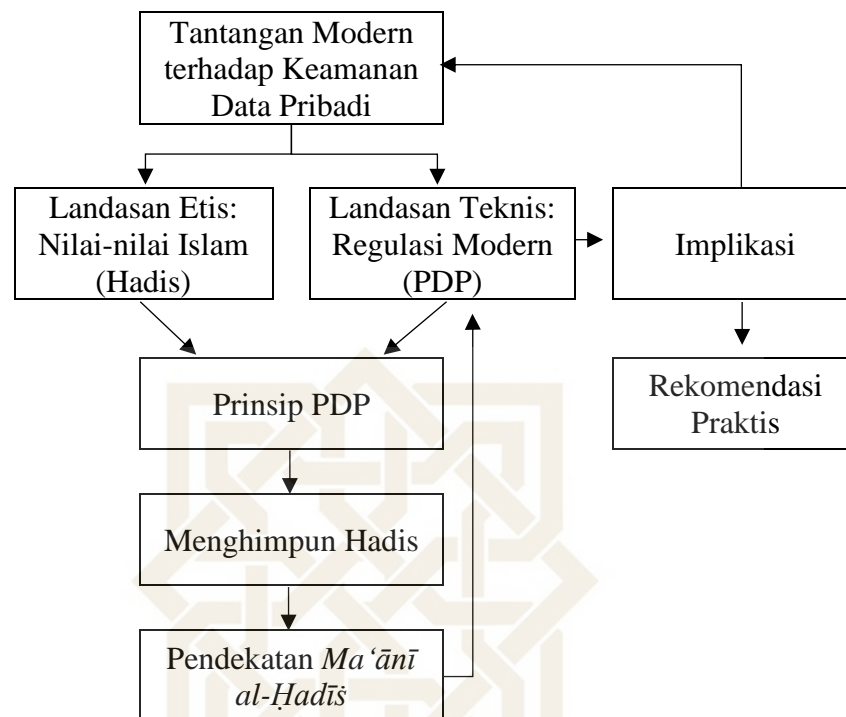 Tantangan Modern
terhadap Keamanan
Data Pribadi
Landasan Etis:
Nilai-nilai Islam
(Hadis)
Landasan Teknis:
Regulasi Modern
(PDP)
Implikasi
Prinsip PDP
Rekomendasi
Praktis
Menghimpun Hadis
Pendekatan Ma‘ānī
al-Ḥadīṡ